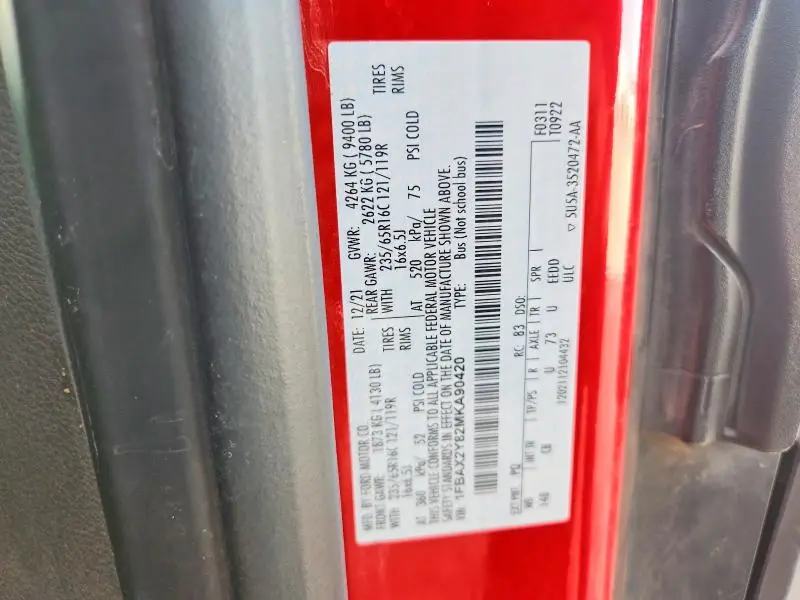 MFD. BY FORD MOTOR CO.
DATE: 12/21 GVWR: 4264 KG ( 9400 LB)
FRONT GAWR: 1873 KG ( 4130 LB) REAR GAWR: 2622 KG ( 5780 LB)
WITH 235/65R16C 121/119R TIRES WITH 235/65R16C 121/119R TIRES
16x6.5J RIMS 16x6.5J RIMS
AT 360 kPa/ 52 PSI COLD AT 520 kPa/ 75 PSI COLD
THIS VEHICLE CONFORMS TO ALL APPLICABLE FEDERAL MOTOR VEHICLE
SAFETY STANDARDS IN EFFECT ON THE DATE OF MANUFACTURE SHOWN ABOVE.
VIN: 1FBAX2Y82MKA90420 TYPE: Bus (Not school bus)
EXT PNT: PQ RC: 83 DSO: F0311
WB INT TR TP/PS R AXLE TR SPR T0922
148 CB U 73 U EEDD
ULC
1202112104432 5USA-3520472-AA